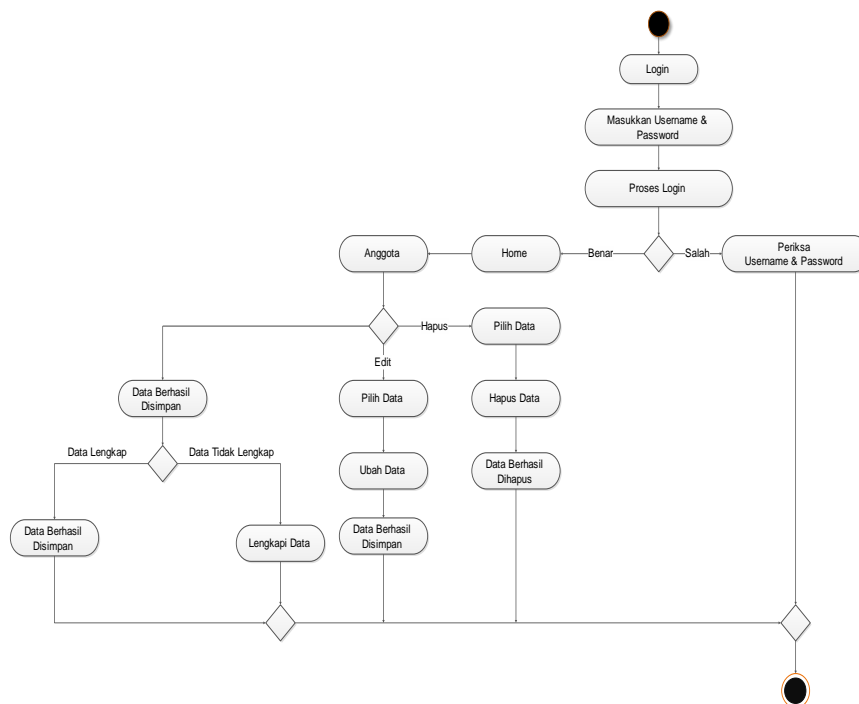 Login
Masukkan Username &
Password
Proses Login
Anggota
Home
Benar
Salah
Periksa
Username & Password
Hapus
Pilih Data
Edit
Data Berhasil
Disimpan
Pilih Data
Hapus Data
Data Lengkap
Data Tidak Lengkap
Ubah Data
Data Berhasil
Dihapus
Data Berhasil
Disimpan
Lengkapi Data
Data Berhasil
Disimpan